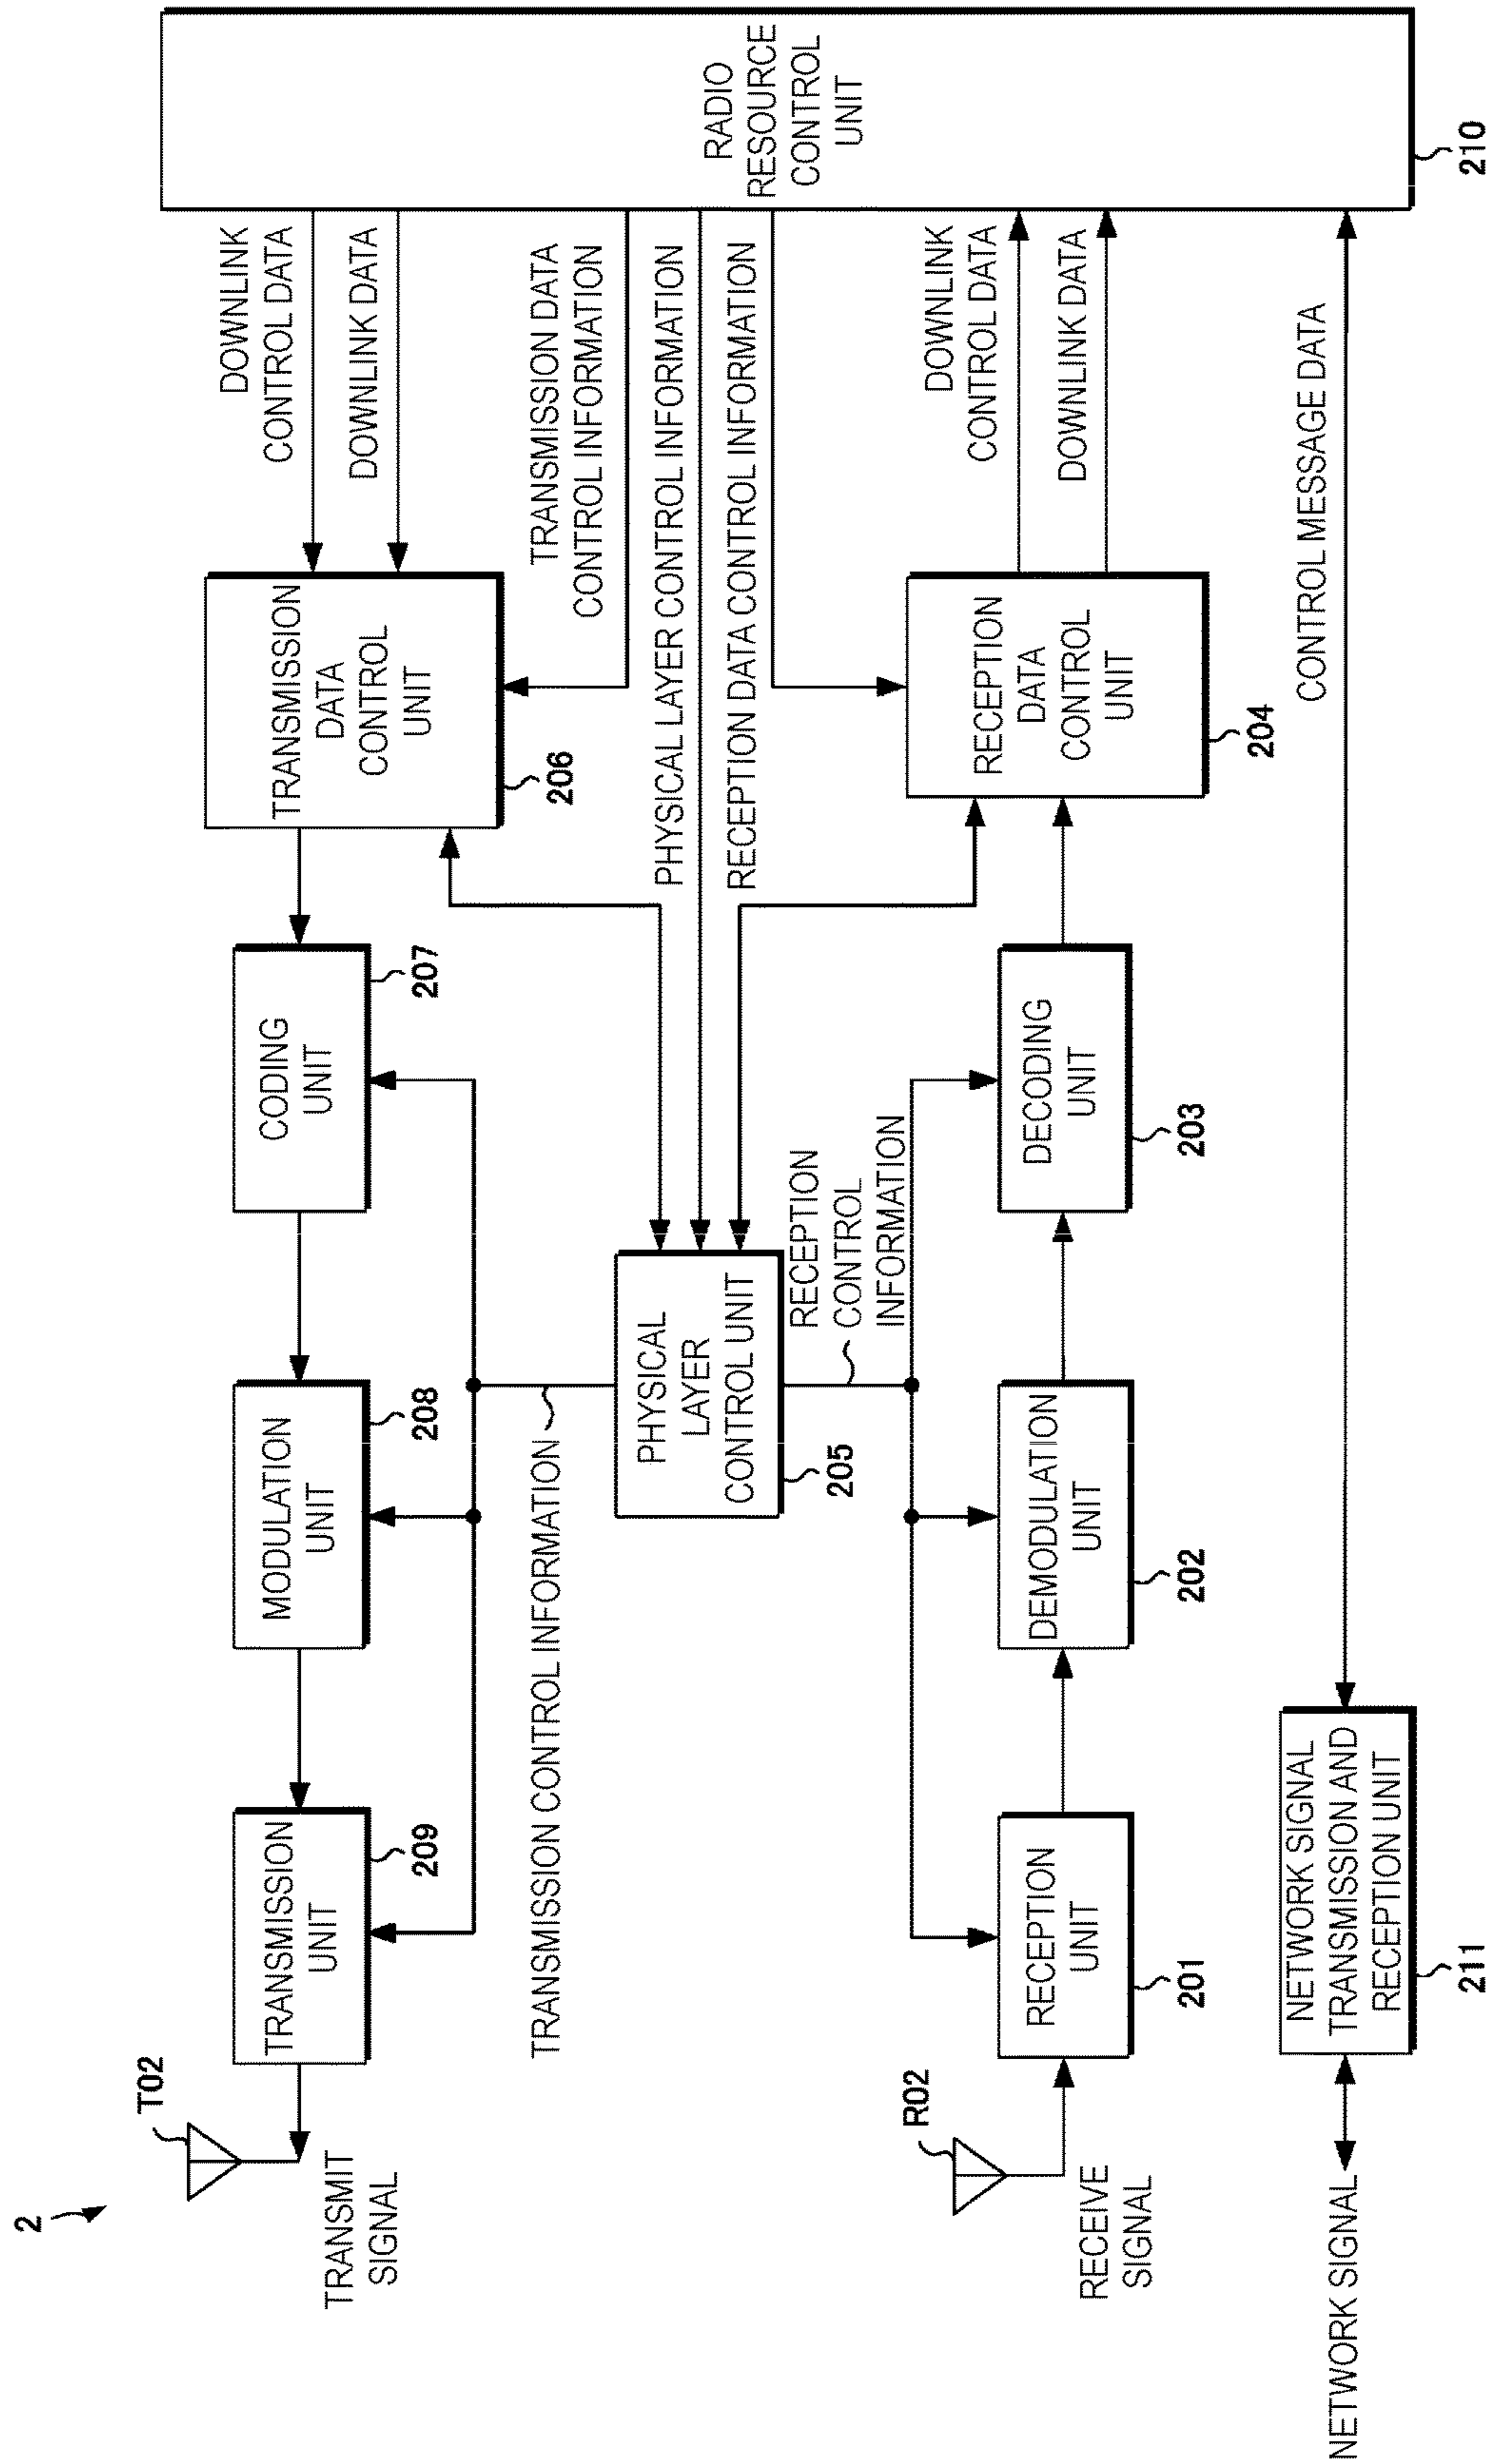 2
T02
TRANSMIT
SIGNAL
TRANSMISSION
UNIT
209
MODULATION
UNIT
208
CODING
UNIT
207
TRANSMISSION
DATA
CONTROL
UNIT
206
DOWNLINK
CONTROL DATA
DOWNLINK DATA
TRANSMISSION DATA
CONTROL INFORMATION
PHYSICAL LAYER CONTROL INFORMATION
RECEPTION DATA CONTROL INFORMATION
RADIO
RESOURCE
CONTROL
UNIT
210
TRANSMISSION CONTROL INFORMATION
PHYSICAL
LAYER
CONTROL UNIT
205
RECEPTION
CONTROL
INFORMATION
R02
RECEIVE
SIGNAL
RECEPTION
UNIT
201
DEMODULATION
UNIT
202
DECODING
UNIT
203
RECEPTION
DATA
CONTROL
UNIT
204
DOWNLINK
CONTROL DATA
DOWNLINK DATA
NETWORK SIGNAL
NETWORK SIGNAL
TRANSMISSION AND
RECEPTION UNIT
211
CONTROL MESSAGE DATA